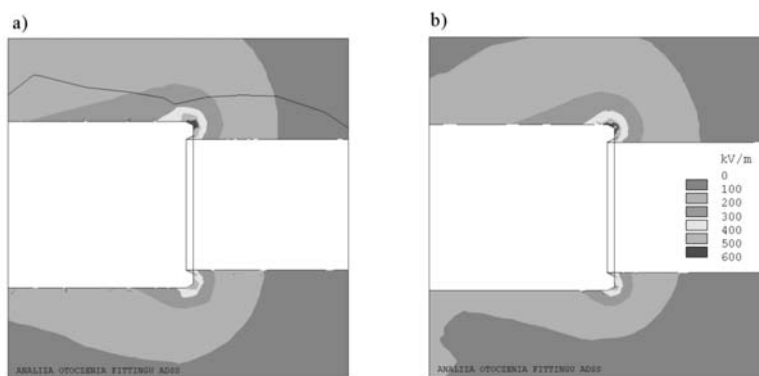 a)
b)
kV/m
0
100
200
300
400
500
600
ANALIZA OTOCZENIA FITTINGU ADSS
ANALIZA OTOCZENIA FITTINGU ADSS